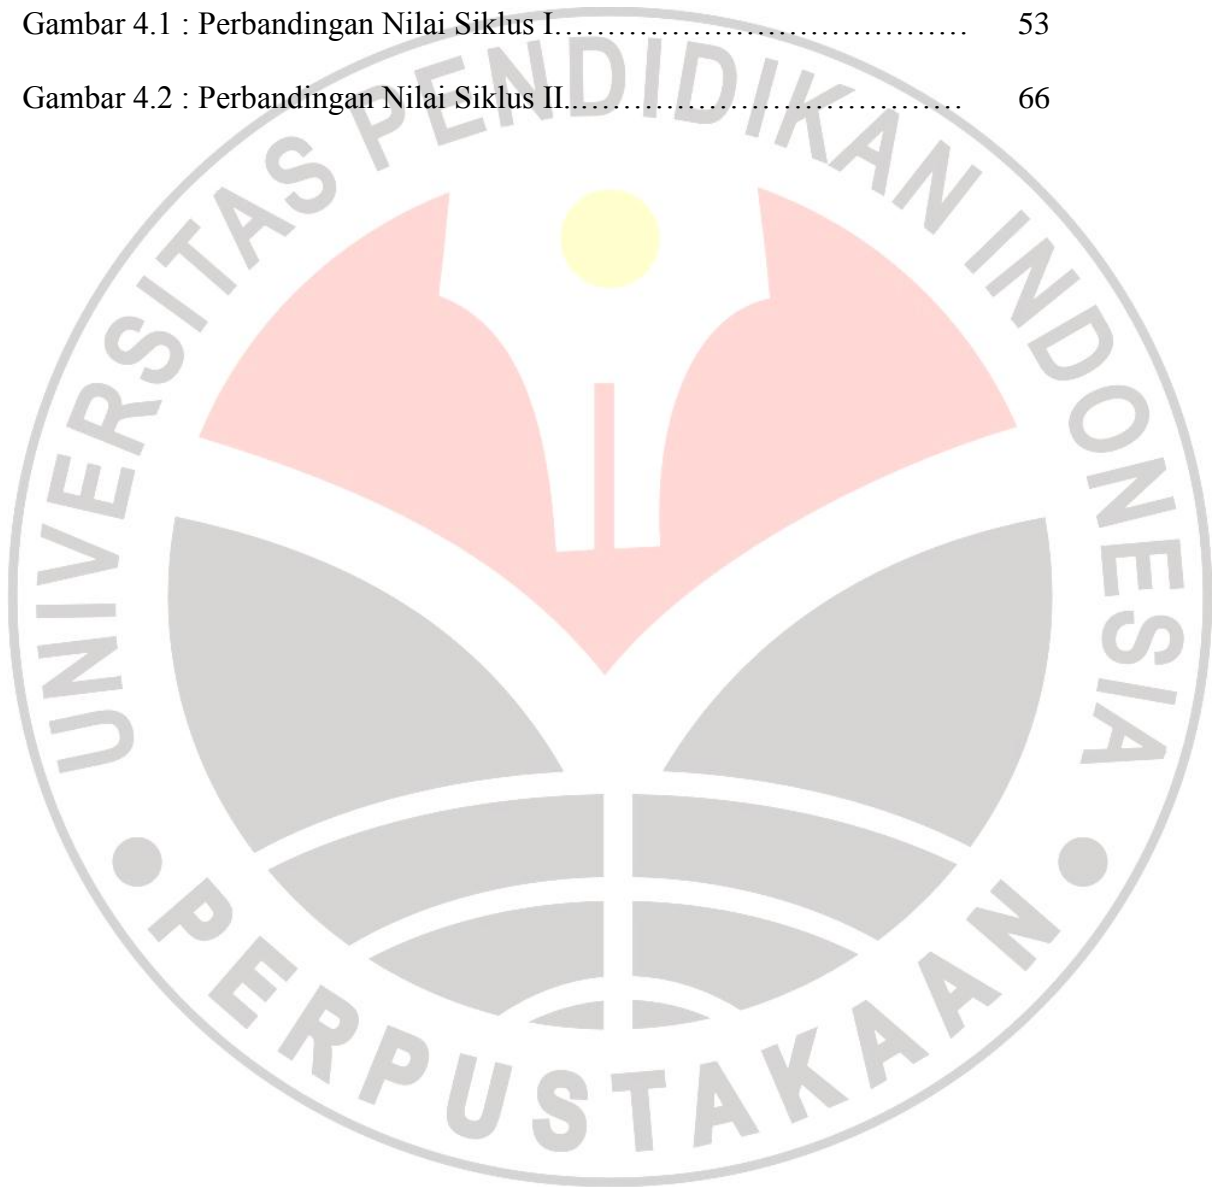 Gambar 4.1 : Perbandingan Nilai Siklus I………………………………… 53
Gambar 4.2 : Perbandingan Nilai Siklus II.……………………………… 66
UNIVERSITAS PENDIDIKAN INDONESIA
PERPUSTAKAAN